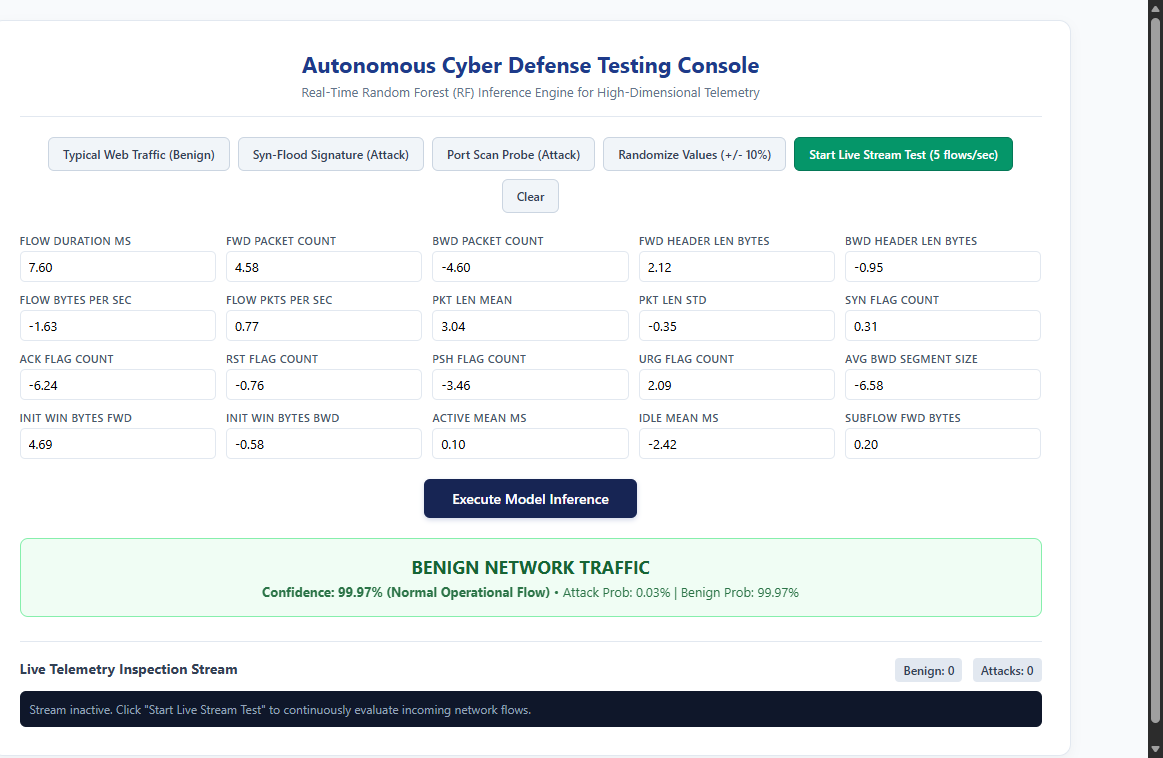 Autonomous Cyber Defense Testing Console
Real-Time Random Forest (RF) Inference Engine for High-Dimensional Telemetry
Typical Web Traffic (Benign) Syn-Flood Signature (Attack) Port Scan Probe (Attack) Randomize Values (+/- 10%) Start Live Stream Test (5 flows/sec)
Clear
FLOW DURATION MS FWD PACKET COUNT BWD PACKET COUNT FWD HEADER LEN BYTES BWD HEADER LEN BYTES
7.60 4.58 -4.60 2.12 -0.95
FLOW BYTES PER SEC FLOW PKTS PER SEC PKT LEN MEAN PKT LEN STD SYN FLAG COUNT
-1.63 0.77 3.04 -0.35 0.31
ACK FLAG COUNT RST FLAG COUNT PSH FLAG COUNT URG FLAG COUNT AVG BWD SEGMENT SIZE
-6.24 -0.76 -3.46 2.09 -6.58
INIT WIN BYTES FWD INIT WIN BYTES BWD ACTIVE MEAN MS IDLE MEAN MS SUBFLOW FWD BYTES
4.69 -0.58 0.10 -2.42 0.20
Execute Model Inference
BENIGN NETWORK TRAFFIC
Confidence: 99.97% (Normal Operational Flow) • Attack Prob: 0.03% | Benign Prob: 99.97%
Live Telemetry Inspection Stream Benign: 0 Attacks: 0
Stream inactive. Click "Start Live Stream Test" to continuously evaluate incoming network flows.